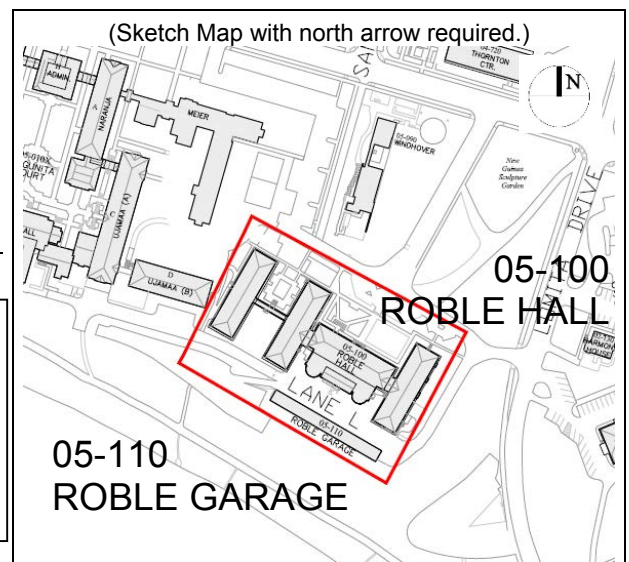 (Sketch Map with north arrow required.)
04-720
THORNTON
CTR.
N
ADMIN.
A
NARANJA
MEIER
05-090
WINDHOVER
New
Guinea
Sculpture
Garden
DRIVE
C
UJAMAA (A)
D
UJAMAA (B)
05-100
ROBLE HALL
05-100
ROBLE
HALL
HARMONY
HOUSE
LANE L
05-110
ROBLE GARAGE
05-110
ROBLE GARAGE